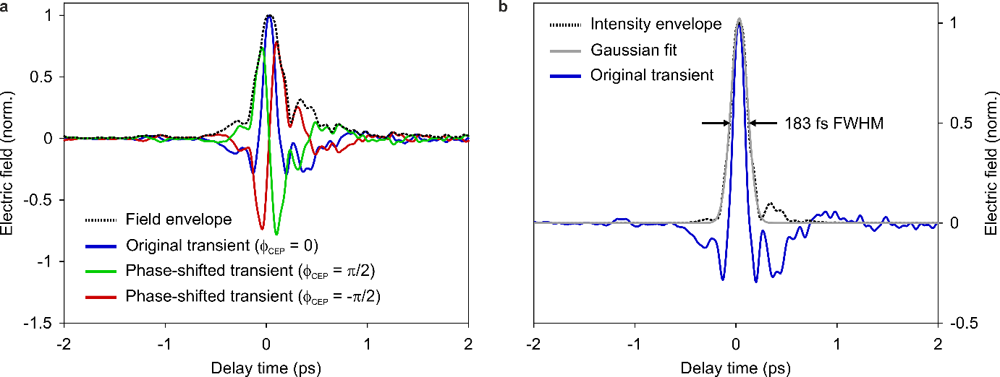 a
Electric field (norm.)
1
0.5
0
-0.5
-1
-1.5
-2
-1
0
1
2
Delay time (ps)
Field envelope
Original transient (ϕCEP = 0)
Phase-shifted transient (ϕCEP = π/2)
Phase-shifted transient (ϕCEP = -π/2)
b
Intensity envelope
Gaussian fit
Original transient
183 fs FWHM
1
0.5
0
-0.5
Electric field (norm.)
-2
-1
0
1
2
Delay time (ps)